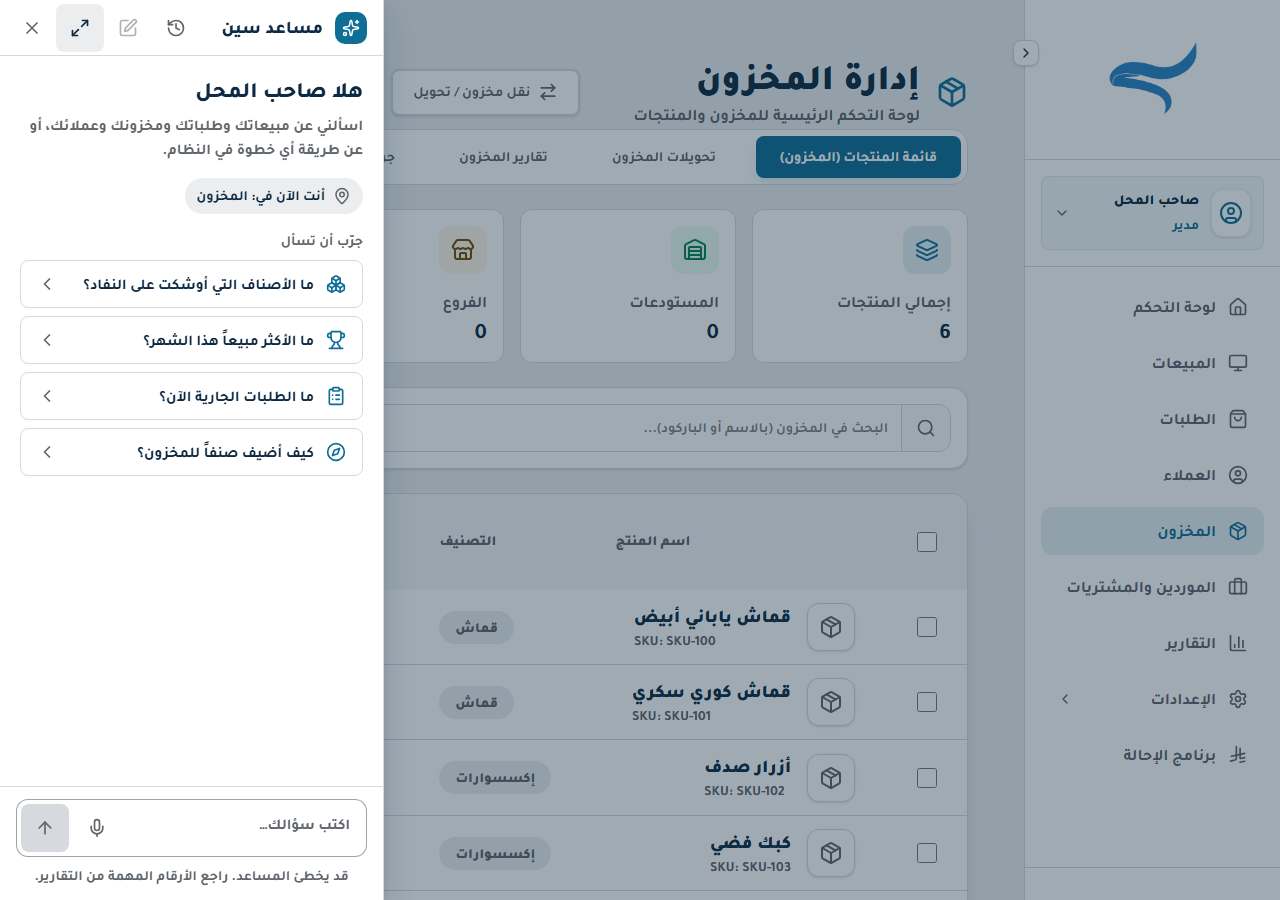 مساعد سين
هلا صاحب المحل
اسألني عن مبيعاتك وطلباتك ومخزونك وعملائك، أو
عن طريقة أي خطوة في النظام.
أنت الآن في: المخزون
جرّب أن تسأل
ما الأصناف التي أوشكت على النفاد؟
ما الأكثر مبيعاً هذا الشهر؟
ما الطلبات الجارية الآن؟
كيف أضيف صنفاً للمخزون؟
اكتب سؤالك...
قد يخطئ المساعد. راجع الأرقام المهمة من التقارير.
إدارة المخزون
لوحة التحكم الرئيسية للمخزون والمنتجات
نقل مخزون / تحويل
قائمة المنتجات (المخزون)
تحويلات المخزون
تقارير المخزون
إجمالي المنتجات
6
المستودعات
0
الفروع
0
البحث في المخزون (بالاسم أو الباركود)...
اسم المنتج
التصنيف
قماش ياباني أبيض
SKU: SKU-100
قماش
قماش كوري سكري
SKU: SKU-101
قماش
أزرار صدف
SKU: SKU-102
إكسسوارات
كبك فضي
SKU: SKU-103
إكسسوارات
صاحب المحل
مدير
لوحة التحكم
المبيعات
الطلبات
العملاء
المخزون
الموردين والمشتريات
التقارير
الإعدادات
برنامج الإحالة